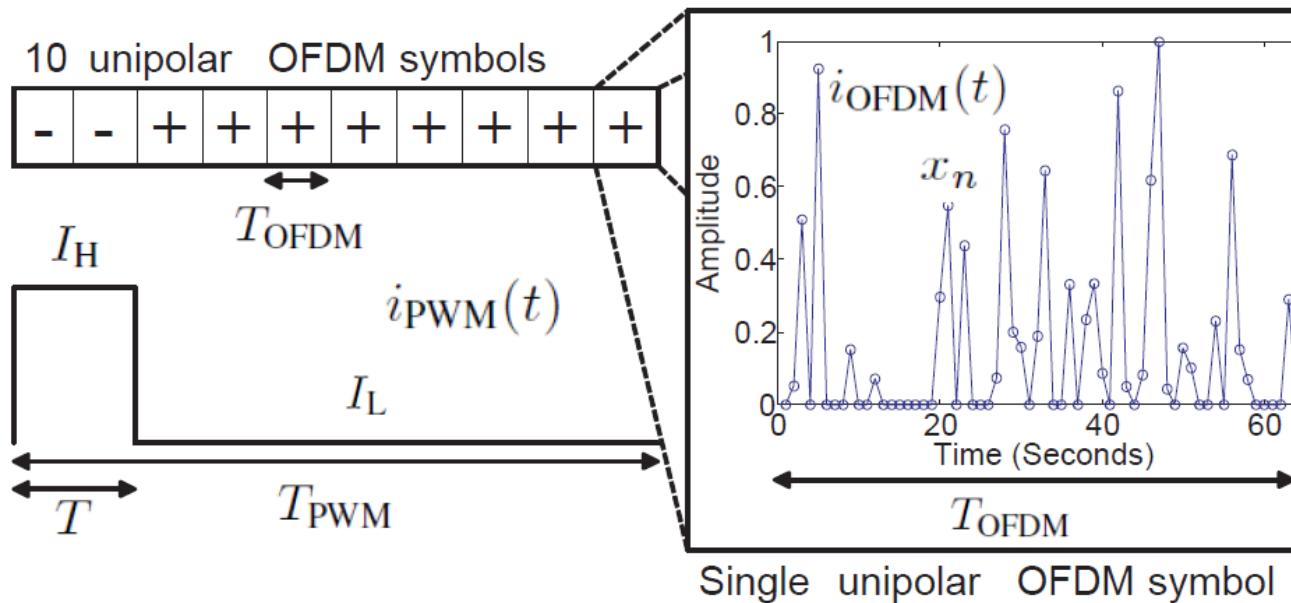 10 unipolar OFDM symbols
- - + + + + + + + +
T_OFDM
I_H
i_PWM(t)
I_L
T
T_PWM
1
0.8
0.6
0.4
0.2
0
Amplitude
i_OFDM(t)
x_n
0 20 40 60
Time (Seconds)
T_OFDM
Single unipolar OFDM symbol